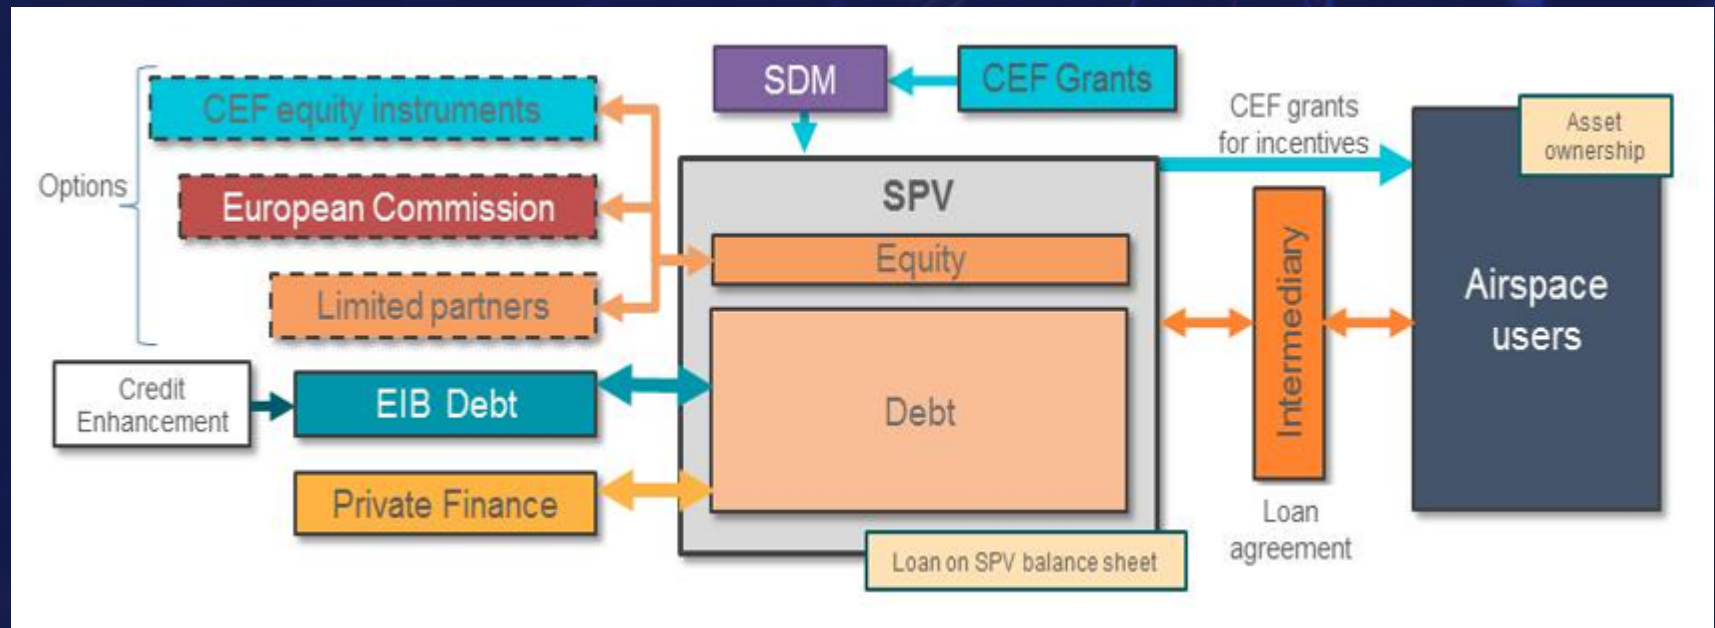 SDM
CEF Grants
CEF equity instruments
CEF grants
for incentives
Asset
ownership
Options
European Commission
SPV
Equity
Limited partners
Intermediary
Airspace
users
Credit
Enhancement
EIB Debt
Debt
Private Finance
Loan
agreement
Loan on SPV balance sheet